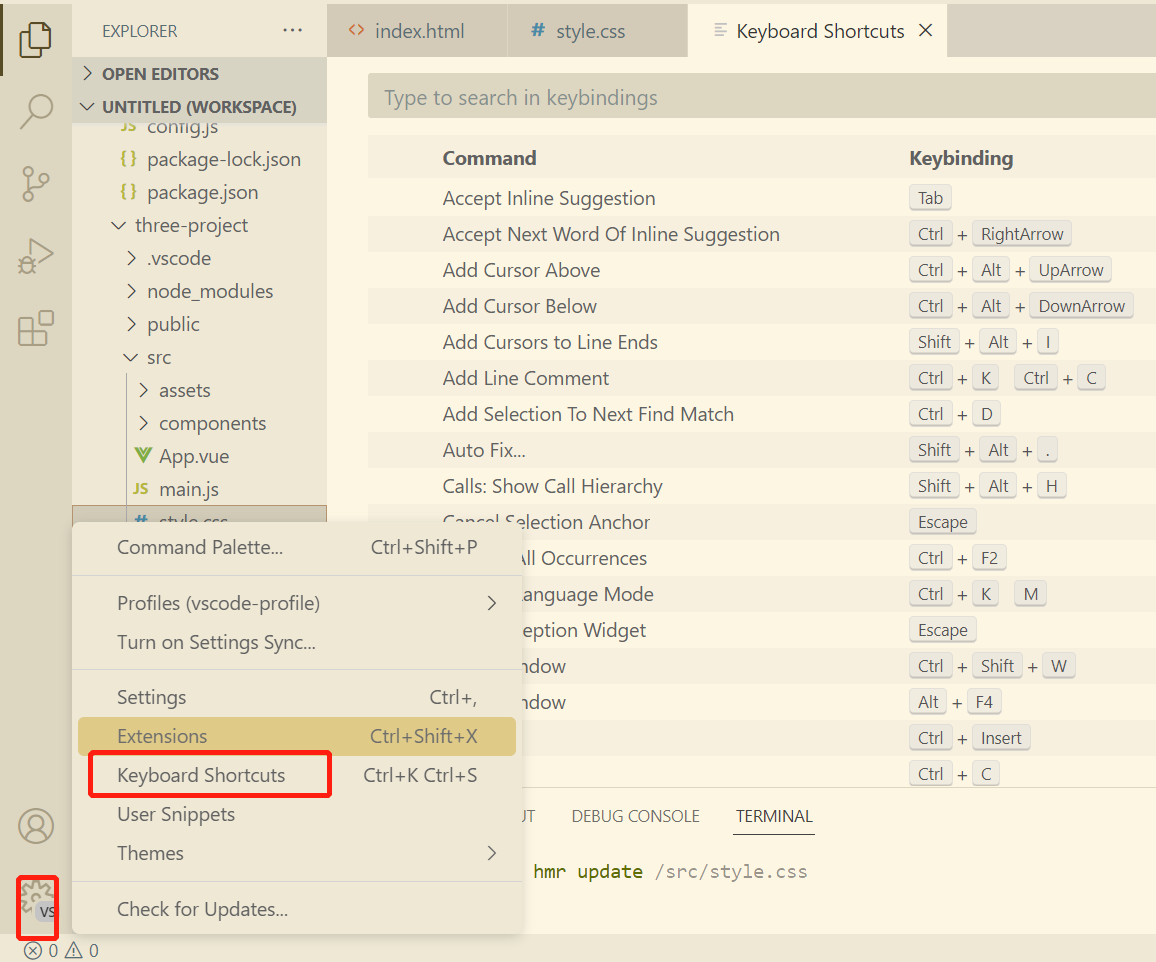 EXPLORER ...
OPEN EDITORS
UNTITLED (WORKSPACE)
JS config.js
{} package-lock.json
{} package.json
three-project
.vscode
node_modules
public
src
assets
components
App.vue
JS main.js
# style.css
<> index.html
# style.css
Keyboard Shortcuts
Type to search in keybindings
Command Keybinding
Accept Inline Suggestion Tab
Accept Next Word Of Inline Suggestion Ctrl + RightArrow
Add Cursor Above Ctrl + Alt + UpArrow
Add Cursor Below Ctrl + Alt + DownArrow
Add Cursors to Line Ends Shift + Alt + I
Add Line Comment Ctrl + K Ctrl + C
Add Selection To Next Find Match Ctrl + D
Auto Fix... Shift + Alt + .
Calls: Show Call Hierarchy Shift + Alt + H
Cancel Selection Anchor Escape
All Occurrences Ctrl + F2
Language Mode Ctrl + K M
eption Widget Escape
ndow Ctrl + Shift + W
ndow Alt + F4
Ctrl + Insert
Ctrl + C
Command Palette... Ctrl+Shift+P
Profiles (vscode-profile)
Turn on Settings Sync...
Settings Ctrl+,
Extensions Ctrl+Shift+X
Keyboard Shortcuts Ctrl+K Ctrl+S
User Snippets
Themes
Check for Updates...
UT DEBUG CONSOLE TERMINAL
hmr update /src/style.css
VS
0 0